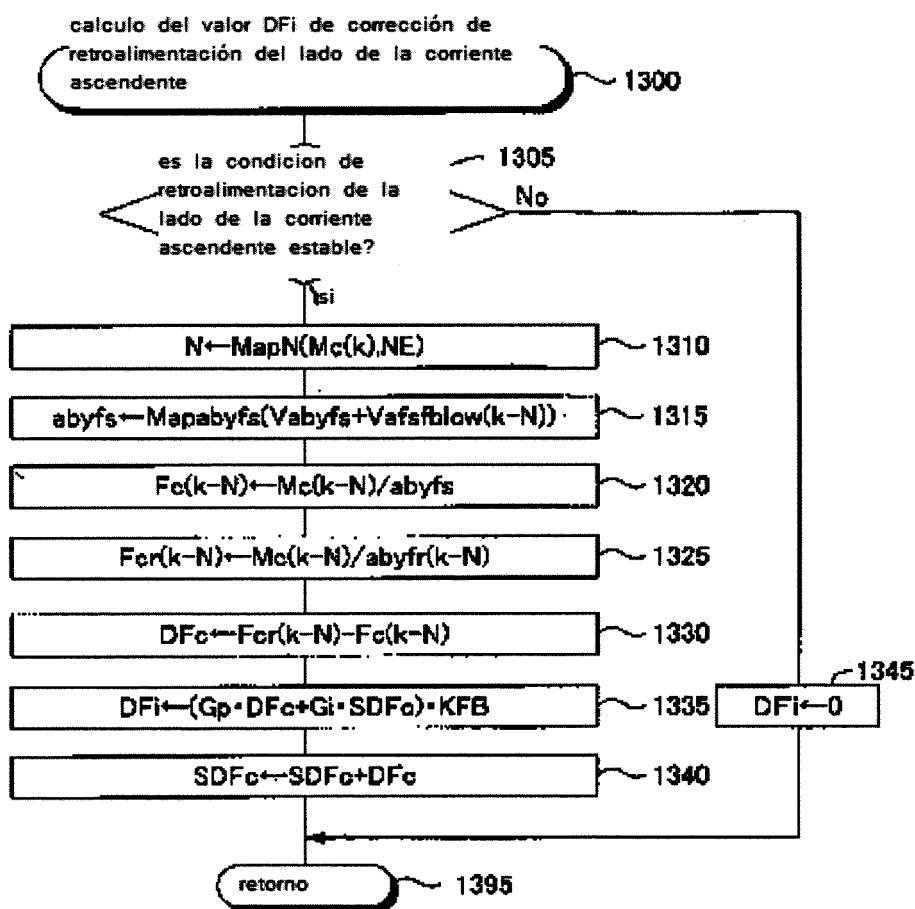 calculo del valor DFi de corrección de
retroalimentación del lado de la corriente
ascendente
1300
es la condicion de
retroalimentacion de la
lado de la corriente
ascendente estable?
1305
No
si
N←MapN(Mc(k),NE)
1310
abyfs←Mapabyfs(Vabyfs+Vafsfblow(k-N))
1315
Fc(k-N)←Mc(k-N)/abyfs
1320
Fcr(k-N)←Mc(k-N)/abyfr(k-N)
1325
DFc←Fcr(k-N)-Fc(k-N)
1330
DFi←(Gp·DFc+Gi·SDFc)·KFB
1335
DFi←0
1345
SDFc←SDFc+DFc
1340
retorno
1395